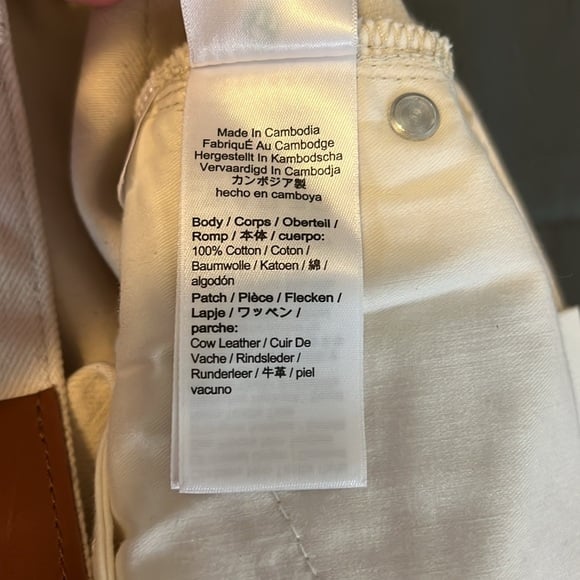 Made In Cambodia
FabriquÉ Au Cambodge
Hergestellt In Kambodscha
Vervaardigd In Cambodja
カンボジア製
hecho en camboya
Body / Corps / Oberteil /
Romp / 本体 / cuerpo:
100% Cotton / Coton /
Baumwolle / Katoen / 綿 /
algodón
Patch / Pièce / Flecken /
Lapje / ワッペン /
parche:
Cow Leather / Cuir De
Vache / Rindsleder /
Runderleer / 牛革 / piel
vacuno